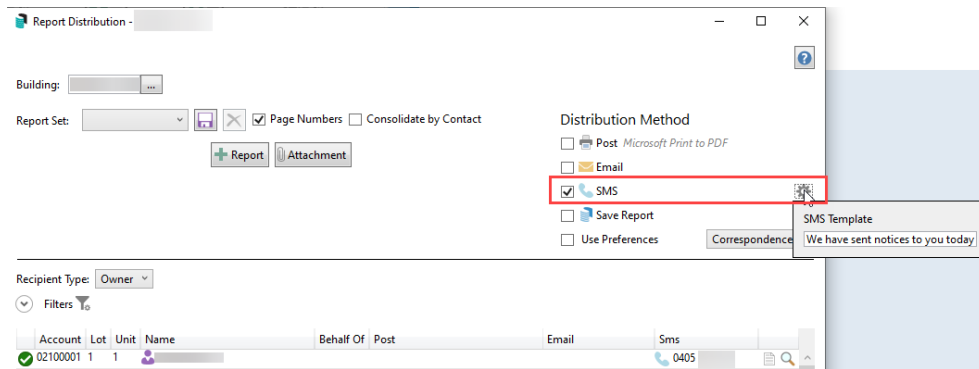 Report Distribution -
Building: ...
Report Set: Page Numbers Consolidate by Contact
Report Attachment
Distribution Method
Post Microsoft Print to PDF
Email
SMS
Save Report
Use Preferences Correspondence
SMS Template
We have sent notices to you today
Recipient Type: Owner
Filters
Account Lot Unit Name Behalf Of Post Email Sms
02100001 1 1 0405